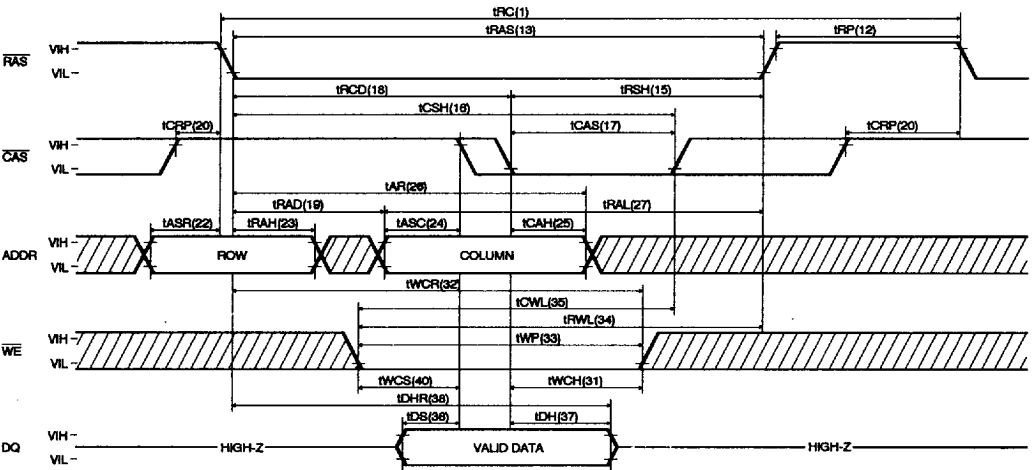 tRC(1)
tRAS(13)
tRP(12)
RAS
VIH
VIL
tRCD(18)
tRSH(15)
tCSH(16)
tCRP(20)
tCAS(17)
tCRP(20)
CAS
VIH
VIL
tAR(26)
tRAD(19)
tRAL(27)
tASR(22)
tRAH(23)
tASC(24)
tCAH(25)
ADDR
VIH
VIL
ROW
COLUMN
tWCR(32)
tCWL(35)
tRWL(34)
tWP(33)
WE
VIH
VIL
tWCS(40)
tWCH(31)
tDHR(38)
tDS(36)
tDH(37)
DQ
VIH
VIL
HIGH-Z
VALID DATA
HIGH-Z